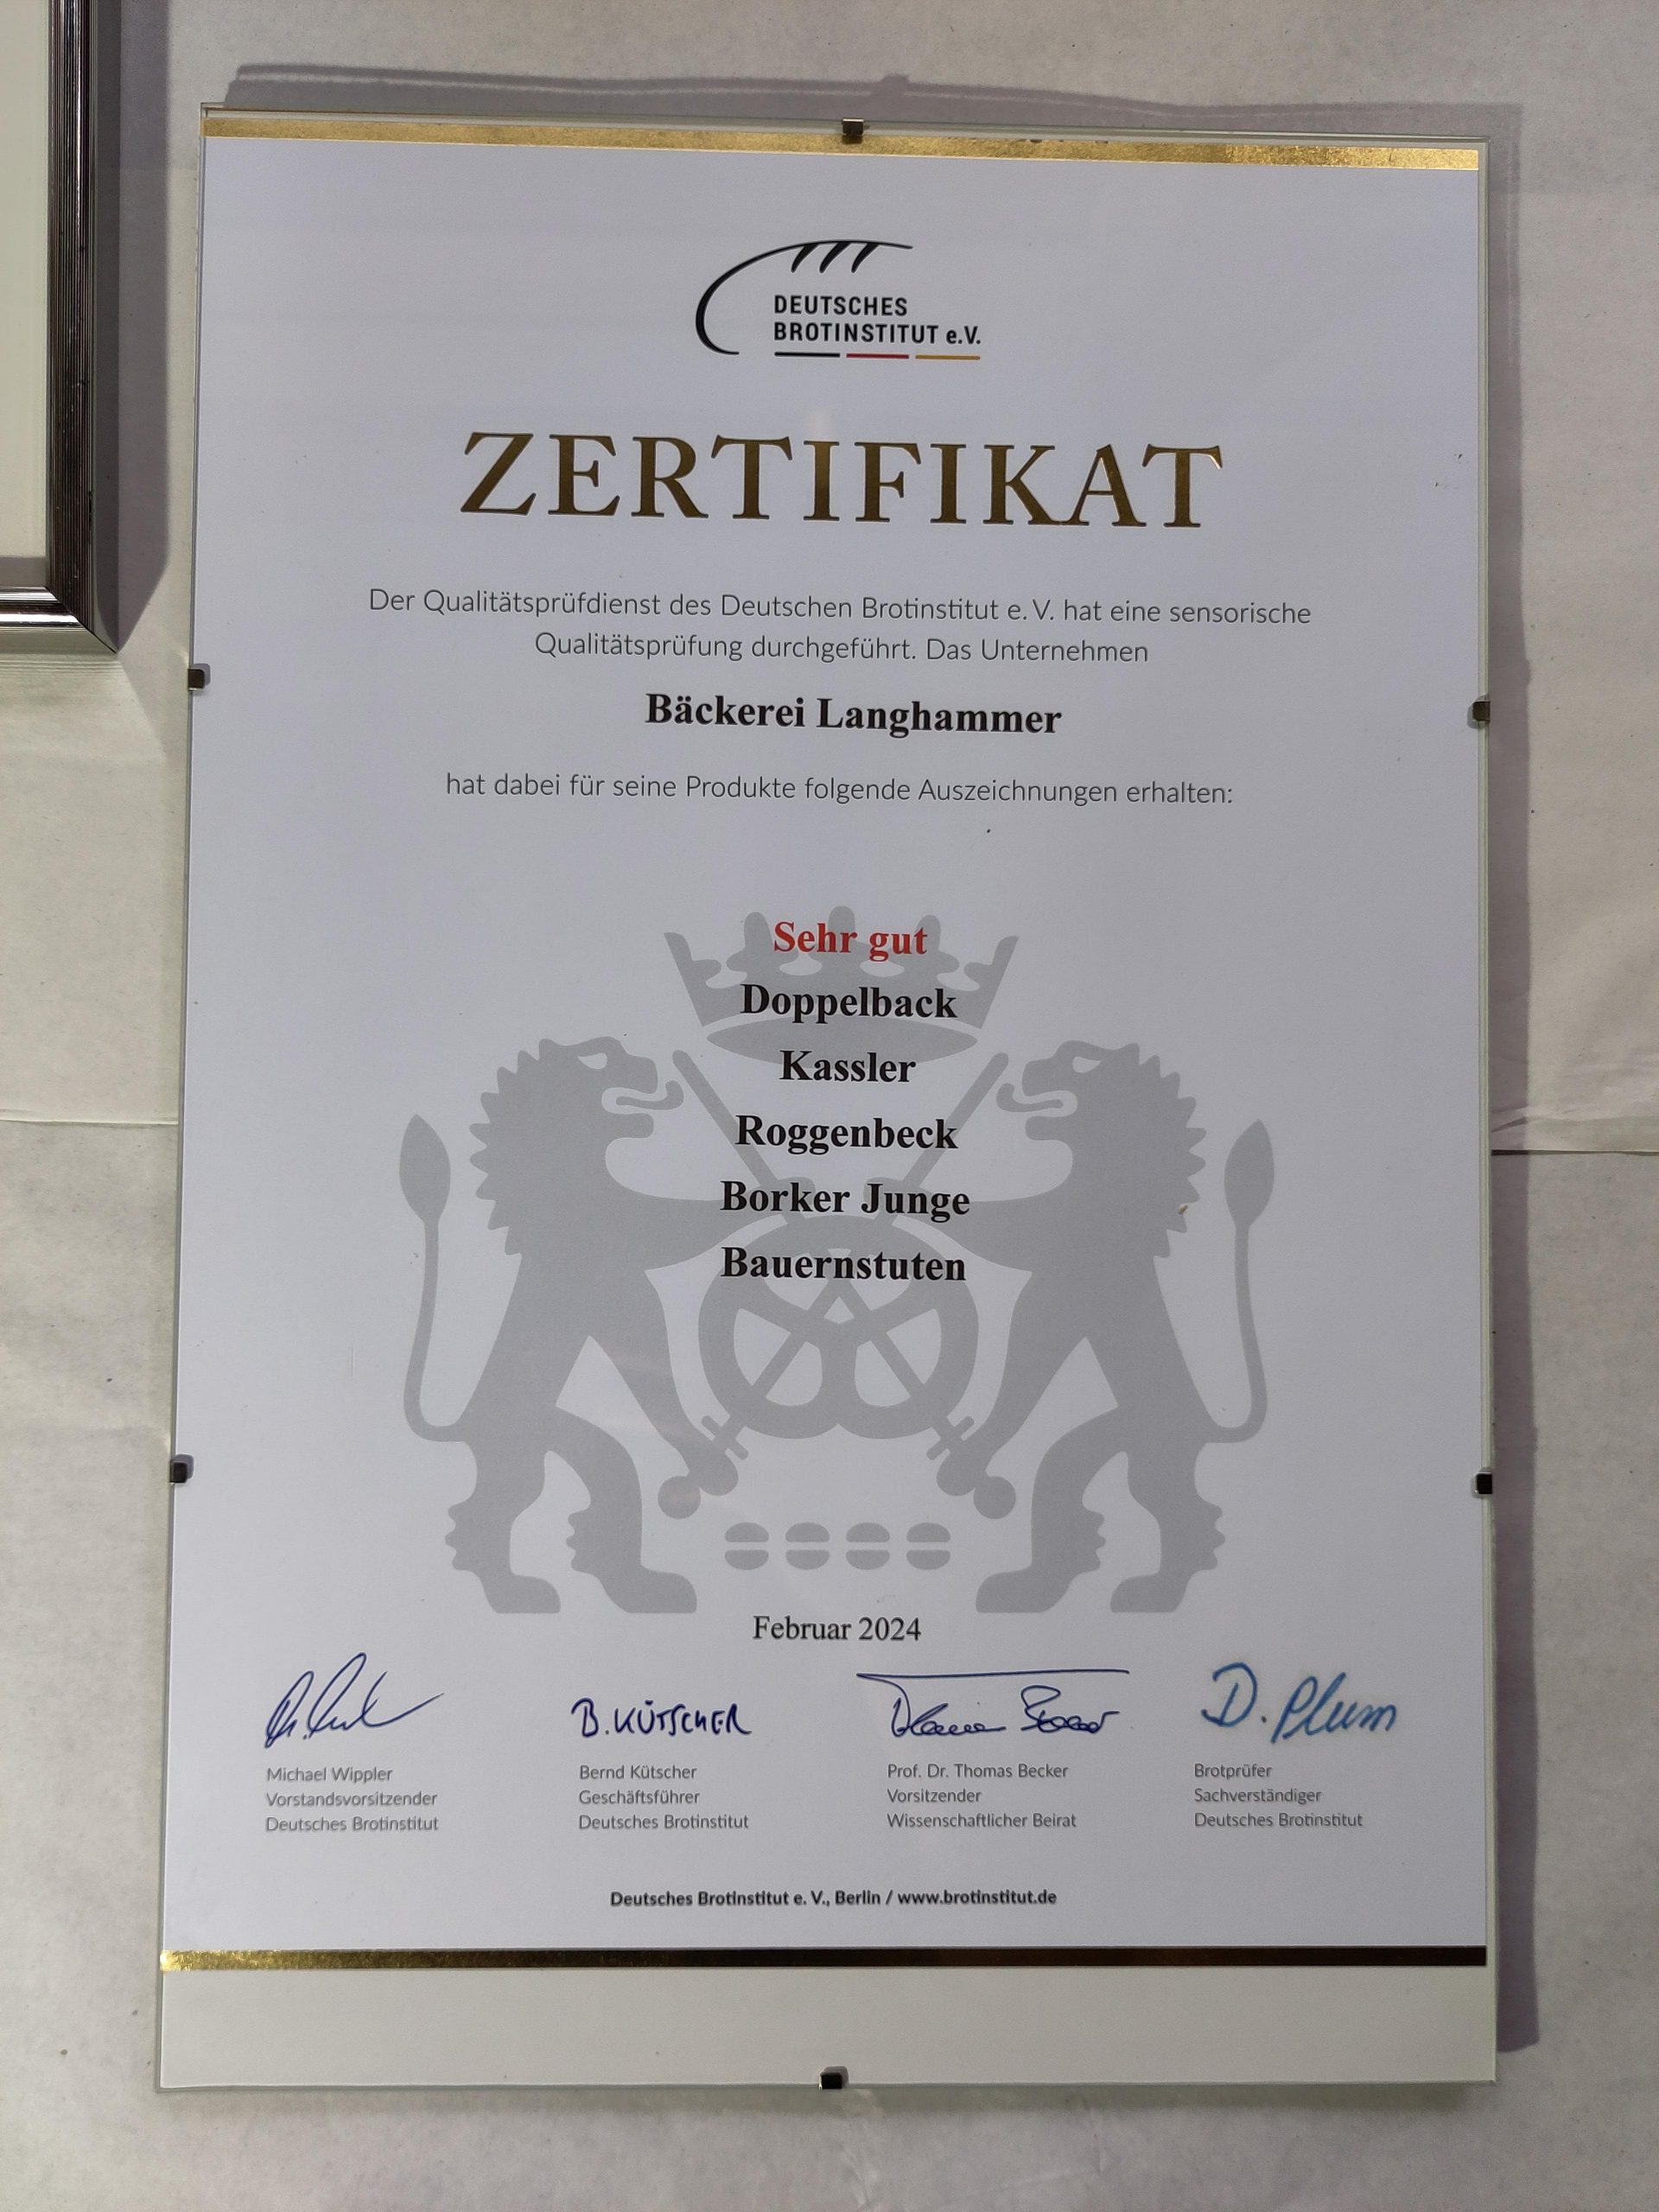 DEUTSCHES
BROTINSTITUT e.V.
ZERTIFIKAT
Der Qualitätsprüfdienst des Deutschen Brotinstitut e. V. hat eine sensorische
Qualitätsprüfung durchgeführt. Das Unternehmen
Bäckerei Langhammer
hat dabei für seine Produkte folgende Auszeichnungen erhalten:
Sehr gut
Doppelback
Kassler
Roggenbeck
Borker Junge
Bauernstuten
Februar 2024
B. KÜTSCHER
D. Plum
Michael Wippler
Vorstandsvorsitzender
Deutsches Brotinstitut
Bernd Kütscher
Geschäftsführer
Deutsches Brotinstitut
Prof. Dr. Thomas Becker
Vorsitzender
Wissenschaftlicher Beirat
Brotprüfer
Sachverständiger
Deutsches Brotinstitut
Deutsches Brotinstitut e. V., Berlin / www.brotinstitut.de